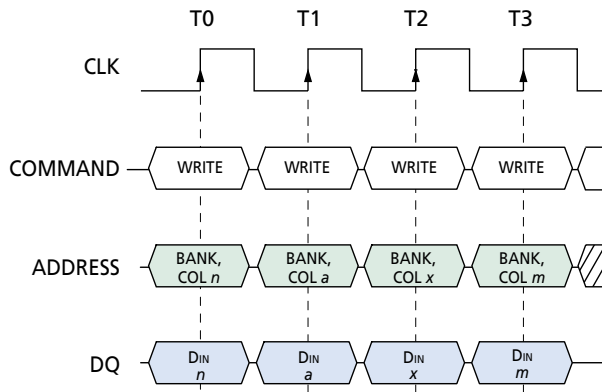 T0 T1 T2 T3
CLK
COMMAND WRITE WRITE WRITE WRITE
ADDRESS BANK, COL n BANK, COL a BANK, COL x BANK, COL m
DQ DIN n DIN a DIN x DIN m